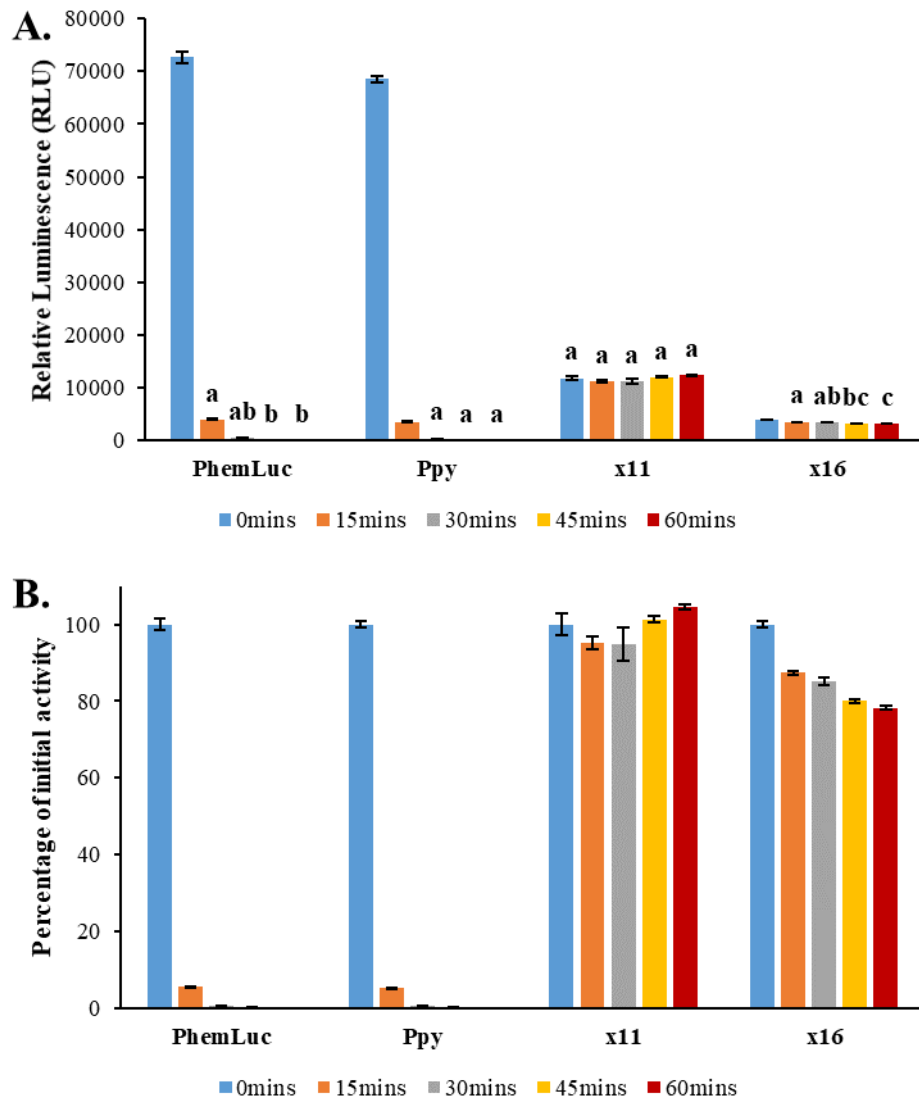 A.
Relative Luminescence (RLU)
80000
70000
60000
50000
40000
30000
20000
10000
0
a ab b b
a a a
a a a a a
a ab bc c
PhemLuc Ppy x11 x16
0mins 15mins 30mins 45mins 60mins
B.
Percentage of initial activity
100
80
60
40
20
0
PhemLuc Ppy x11 x16
0mins 15mins 30mins 45mins 60mins